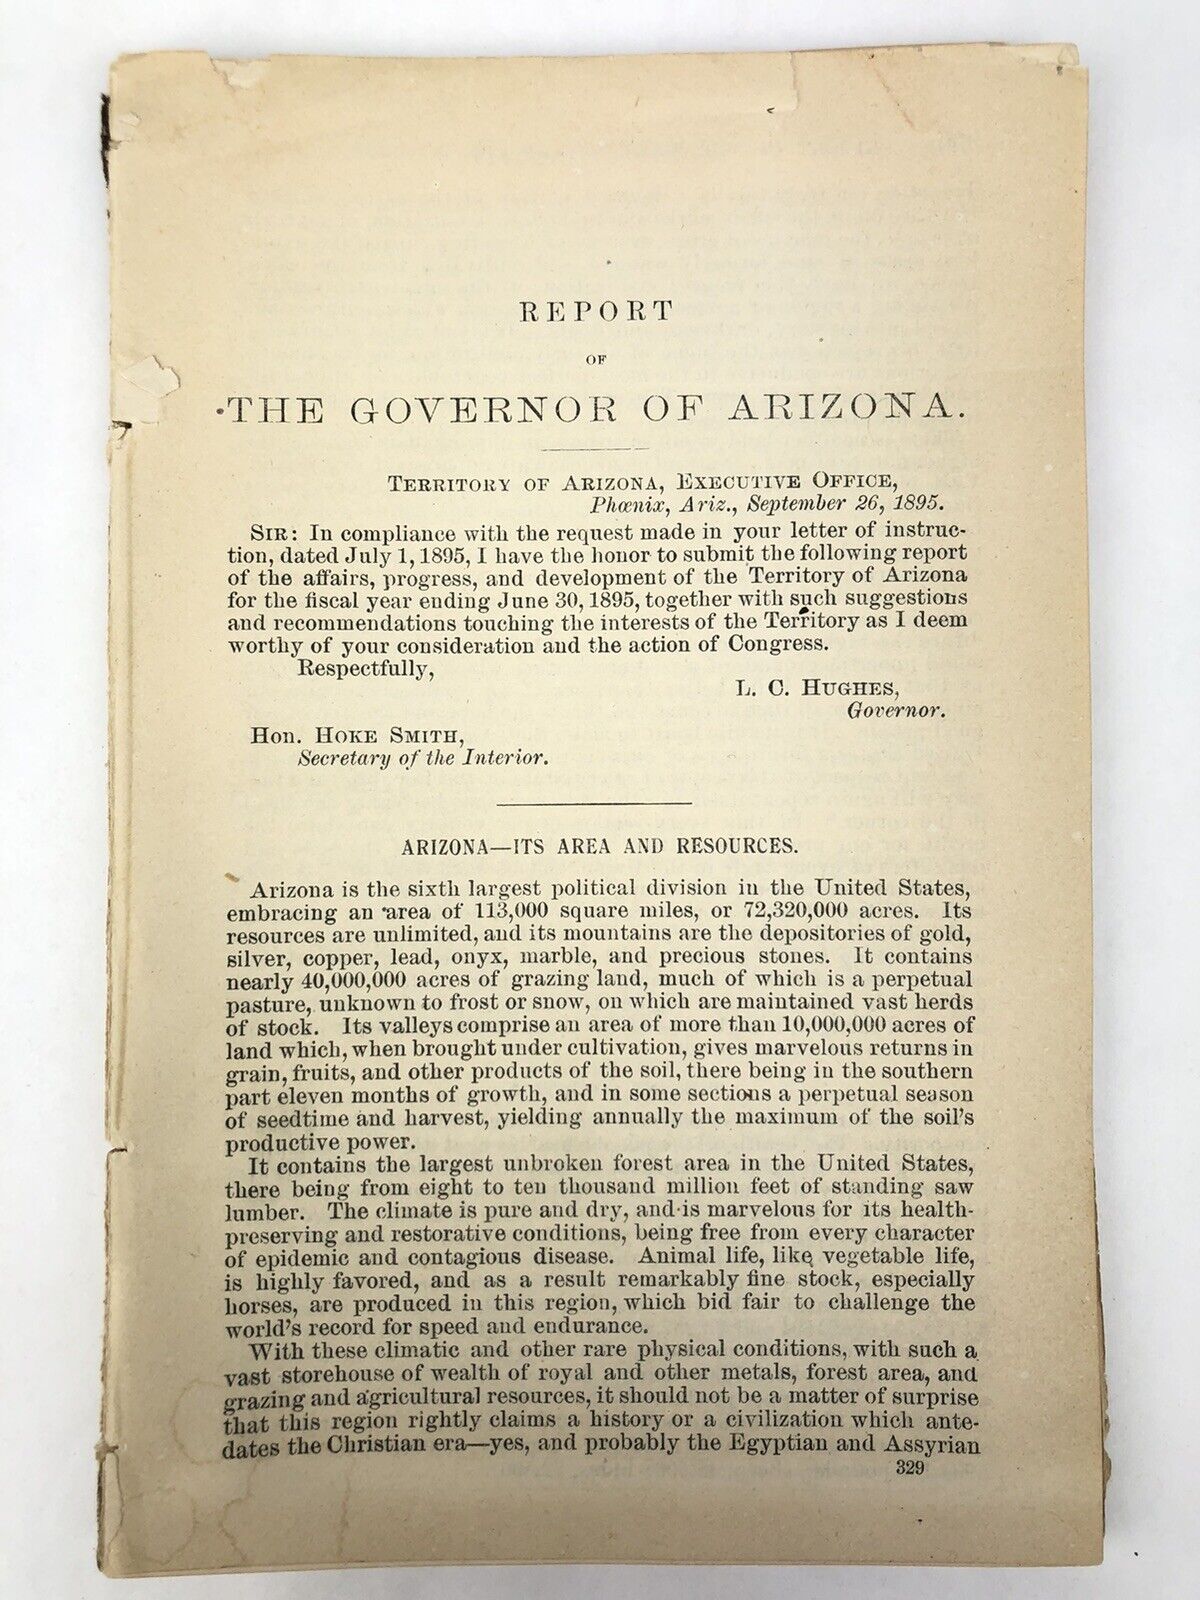 REPORT
OF
THE GOVERNOR OF ARIZONA.
TERRITORY OF ARIZONA, EXECUTIVE OFFICE,
Phœnix, Ariz., September 26, 1895.
SIR: In compliance with the request made in your letter of instruc-
tion, dated July 1, 1895, I have the honor to submit the following report
of the affairs, progress, and development of the Territory of Arizona
for the fiscal year ending June 30, 1895, together with such suggestions
and recommendations touching the interests of the Territory as I deem
worthy of your consideration and the action of Congress.
Respectfully,
L. C. HUGHES,
Governor.
Hon. HOKE SMITH,
Secretary of the Interior.
ARIZONA—ITS AREA AND RESOURCES.
Arizona is the sixth largest political division in the United States,
embracing an area of 113,000 square miles, or 72,320,000 acres. Its
resources are unlimited, and its mountains are the depositories of gold,
silver, copper, lead, onyx, marble, and precious stones. It contains
nearly 40,000,000 acres of grazing land, much of which is a perpetual
pasture, unknown to frost or snow, on which are maintained vast herds
of stock. Its valleys comprise an area of more than 10,000,000 acres of
land which, when brought under cultivation, gives marvelous returns in
grain, fruits, and other products of the soil, there being in the southern
part eleven months of growth, and in some sections a perpetual season
of seedtime and harvest, yielding annually the maximum of the soil's
productive power.
It contains the largest unbroken forest area in the United States,
there being from eight to ten thousand million feet of standing saw
lumber. The climate is pure and dry, and is marvelous for its health-
preserving and restorative conditions, being free from every character
of epidemic and contagious disease. Animal life, like vegetable life,
is highly favored, and as a result remarkably fine stock, especially
horses, are produced in this region, which bid fair to challenge the
world's record for speed and endurance.
With these climatic and other rare physical conditions, with such a
vast storehouse of wealth of royal and other metals, forest area, and
grazing and agricultural resources, it should not be a matter of surprise
that this region rightly claims a history or a civilization which ante-
dates the Christian era—yes, and probably the Egyptian and Assyrian
329